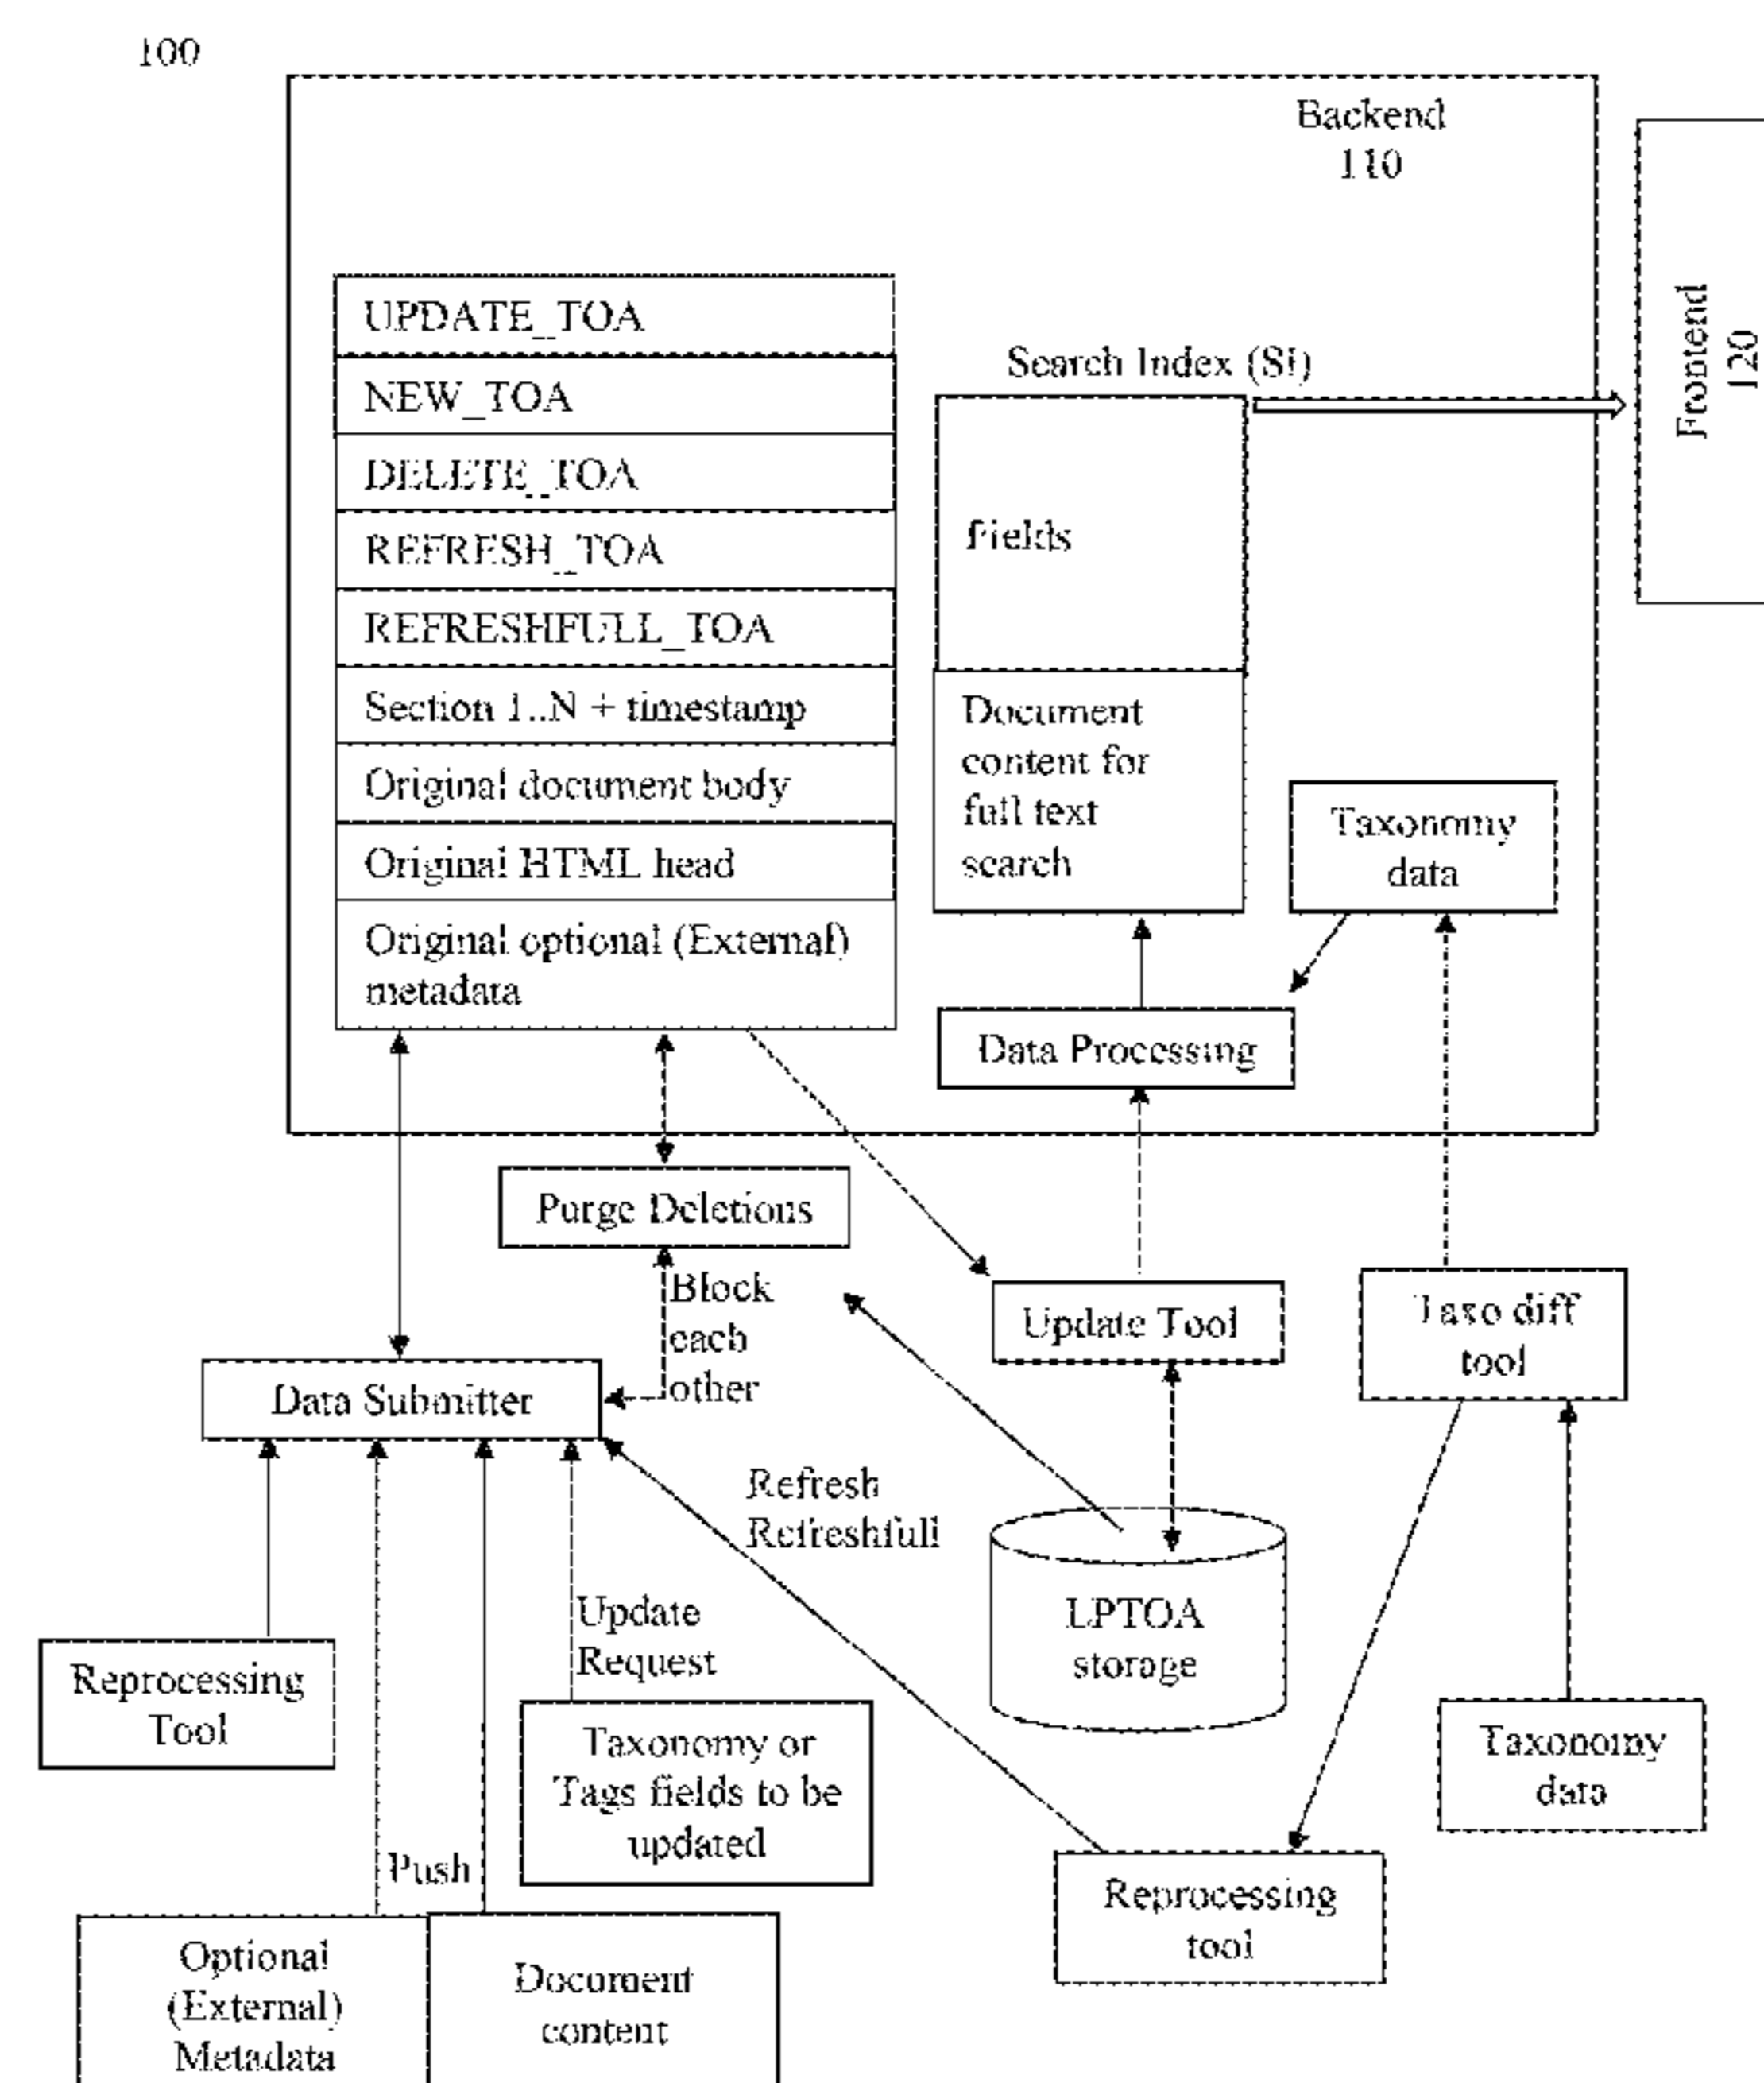 100
Backend
110
Frontend
120
UPDATE_TOA
NEW_TOA
DELETE_TOA
REFRESH_TOA
REFRESHFULL_TOA
Section 1..N + timestamp
Original document body
Original HTML head
Original optional (External)
metadata
Search Index (SI)
Fields
Document
content for
full text
search
Taxonomy
data
Data Processing
Purge Deletions
Block
each
other
Update Tool
Taxo diff
tool
Data Submitter
Refresh
Refreshfull
LPTOA
storage
Update
Request
Reprocessing
Tool
Taxonomy or
Tags fields to be
updated
Taxonomy
data
Push
Reprocessing
tool
Optional
(External)
Metadata
Document
content